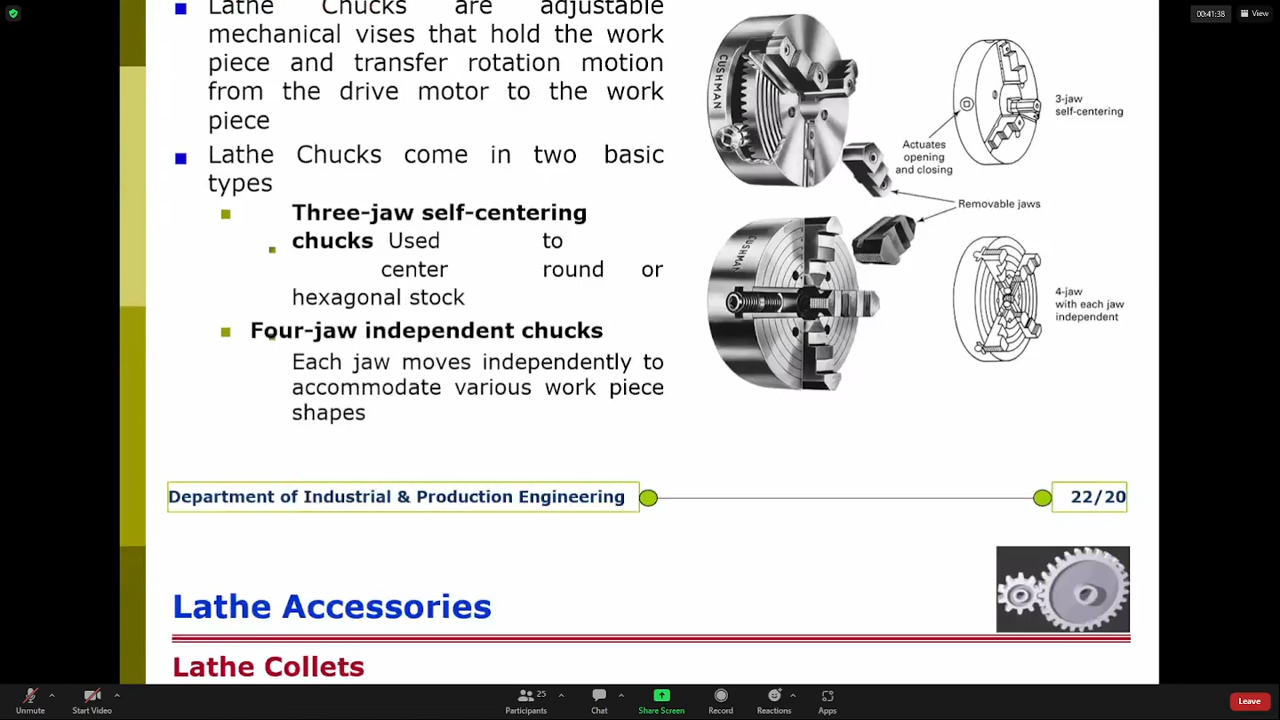 00:41:38
View
Lathe Chucks are adjustable
mechanical vises that hold the work
piece and transfer rotation motion
from the drive motor to the work
piece
Lathe Chucks come in two basic
types
Three-jaw self-centering
chucks Used to
center round or
hexagonal stock
Four-jaw independent chucks
Each jaw moves independently to
accommodate various work piece
shapes
CUSHMAN
3-jaw
self-centering
Actuates
opening
and closing
Removable jaws
CUSHMAN
4-jaw
with each jaw
independent
Department of Industrial & Production Engineering
22/20
Lathe Accessories
Lathe Collets
Unmute
Start Video
25
Participants
Chat
Share Screen
Record
Reactions
Apps
Leave